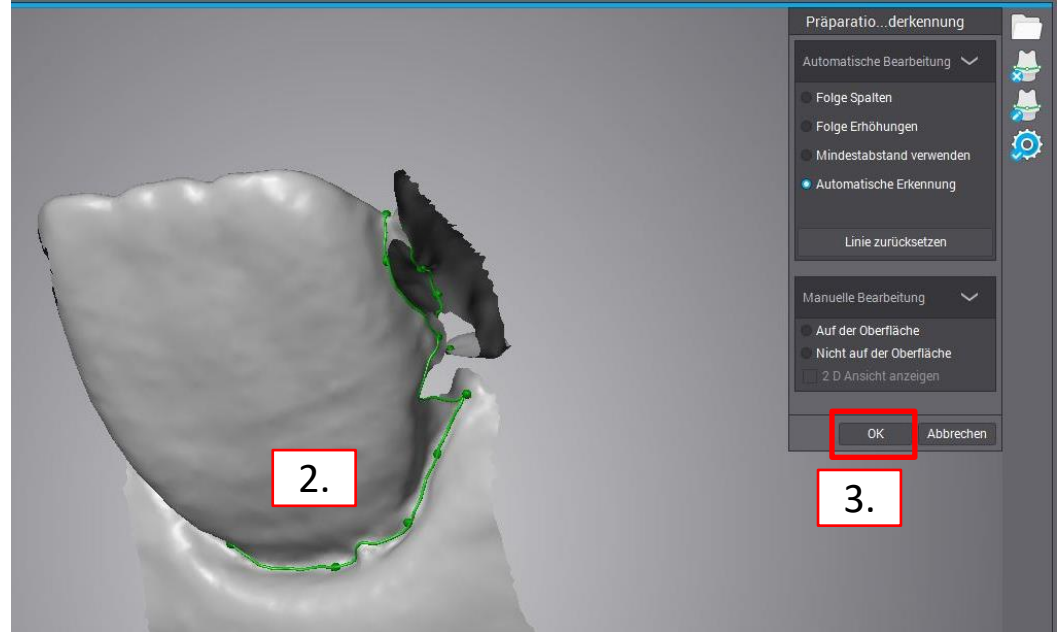 Präparatio...derkennung
Automatische Bearbeitung
Folge Spalten
Folge Erhöhungen
Mindestabstand verwenden
Automatische Erkennung
Linie zurücksetzen
Manuelle Bearbeitung
Auf der Oberfläche
Nicht auf der Oberfläche
2 D Ansicht anzeigen
OK Abbrechen
2.
3.